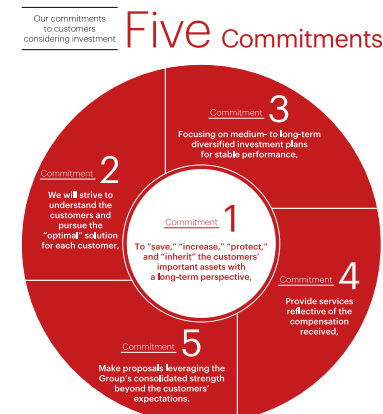 Our commitments
to customers
considering investment
Five Commitments
Commitment 1
To “save,” “increase,” “protect,”
and “inherit” the customers’
important assets with
a long-term perspective,
Commitment 2
We will strive to
understand the
customers and
pursue the
“optimal” solution
for each customer,
Commitment 3
Focusing on medium- to long-term
diversified investment plans
for stable performance,
Commitment 4
Provide services
reflective of the
compensation
received,
Commitment 5
Make proposals leveraging the
Group’s consolidated strength
beyond the customers’
expectations.